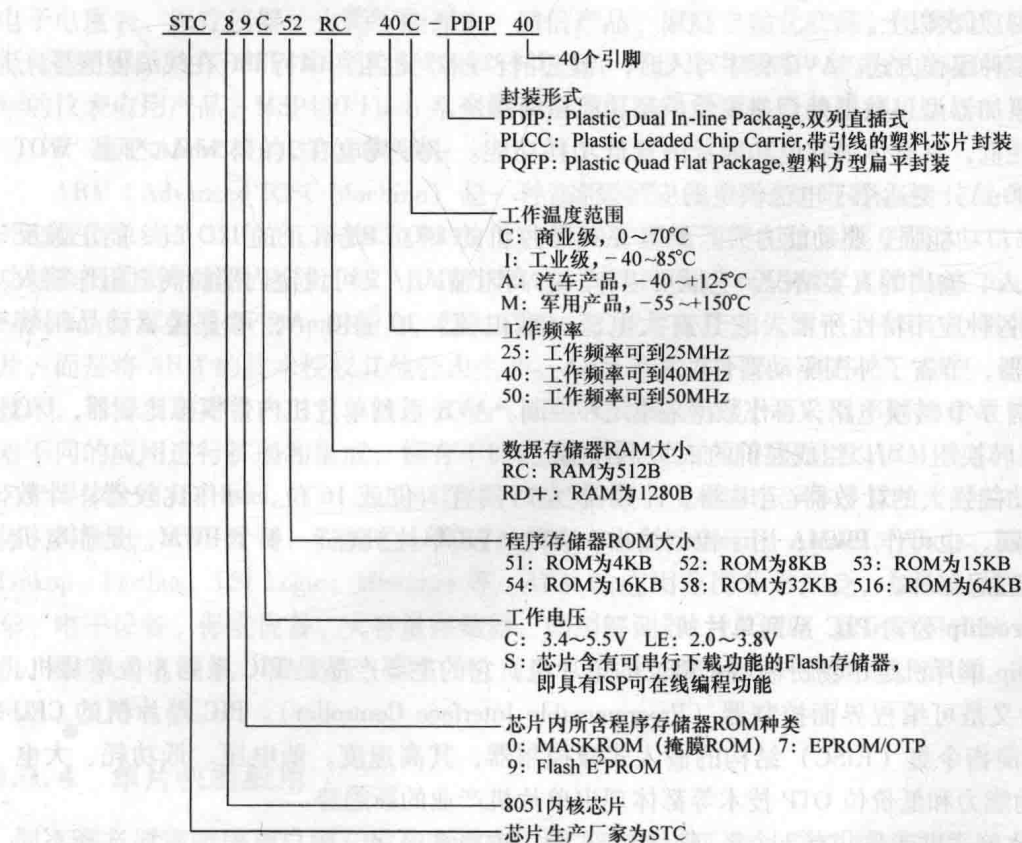 STC 8 9 C 52 RC 40 C PDIP 40
40个引脚
封装形式
PDIP：Plastic Dual In-line Package,双列直插式
PLCC：Plastic Leaded Chip Carrier,带引线的塑料芯片封装
PQFP：Plastic Quad Flat Package,塑料方型扁平封装
工作温度范围
C：商业级，0～70℃
I：工业级，－40~85℃
A：汽车产品，－40~125℃
M：军用产品，－55~+150℃
工作频率
25：工作频率可到25MHz
40：工作频率可到40MHz
50：工作频率可到50MHz
数据存储器RAM大小
RC：RAM为512B
RD+：RAM为1280B
程序存储器ROM大小
51：ROM为4KB 52：ROM为8KB 53：ROM为15KB
54：ROM为16KB 58：ROM为32KB 516：ROM为64KB
工作电压
C：3.4~5.5V LE：2.0～3.8V
S：芯片含有可串行下载功能的Flash存储器，
即具有ISP可在线编程功能
芯片内所含程序存储器ROM种类
0：MASKROM（掩膜ROM）7：EPROM/OTP
9：Flash E²PROM
8051内核芯片
芯片生产厂家为STC